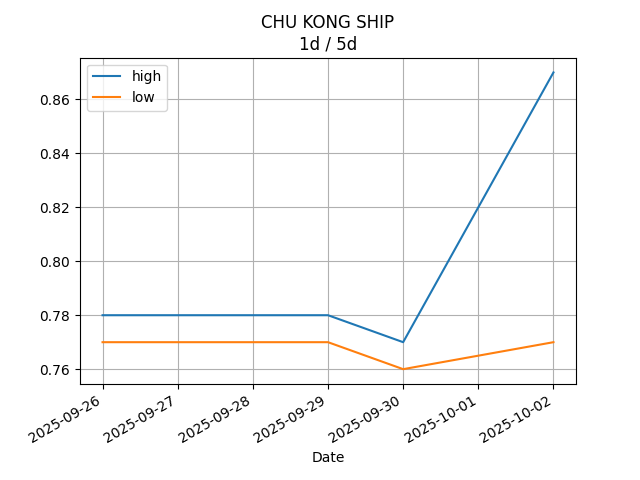 CHU KONG SHIP
1d / 5d
high
low
0.86
0.84
0.82
0.80
0.78
0.76
2025-09-26
2025-09-27
2025-09-28
2025-09-29
2025-09-30
2025-10-01
2025-10-02
Date